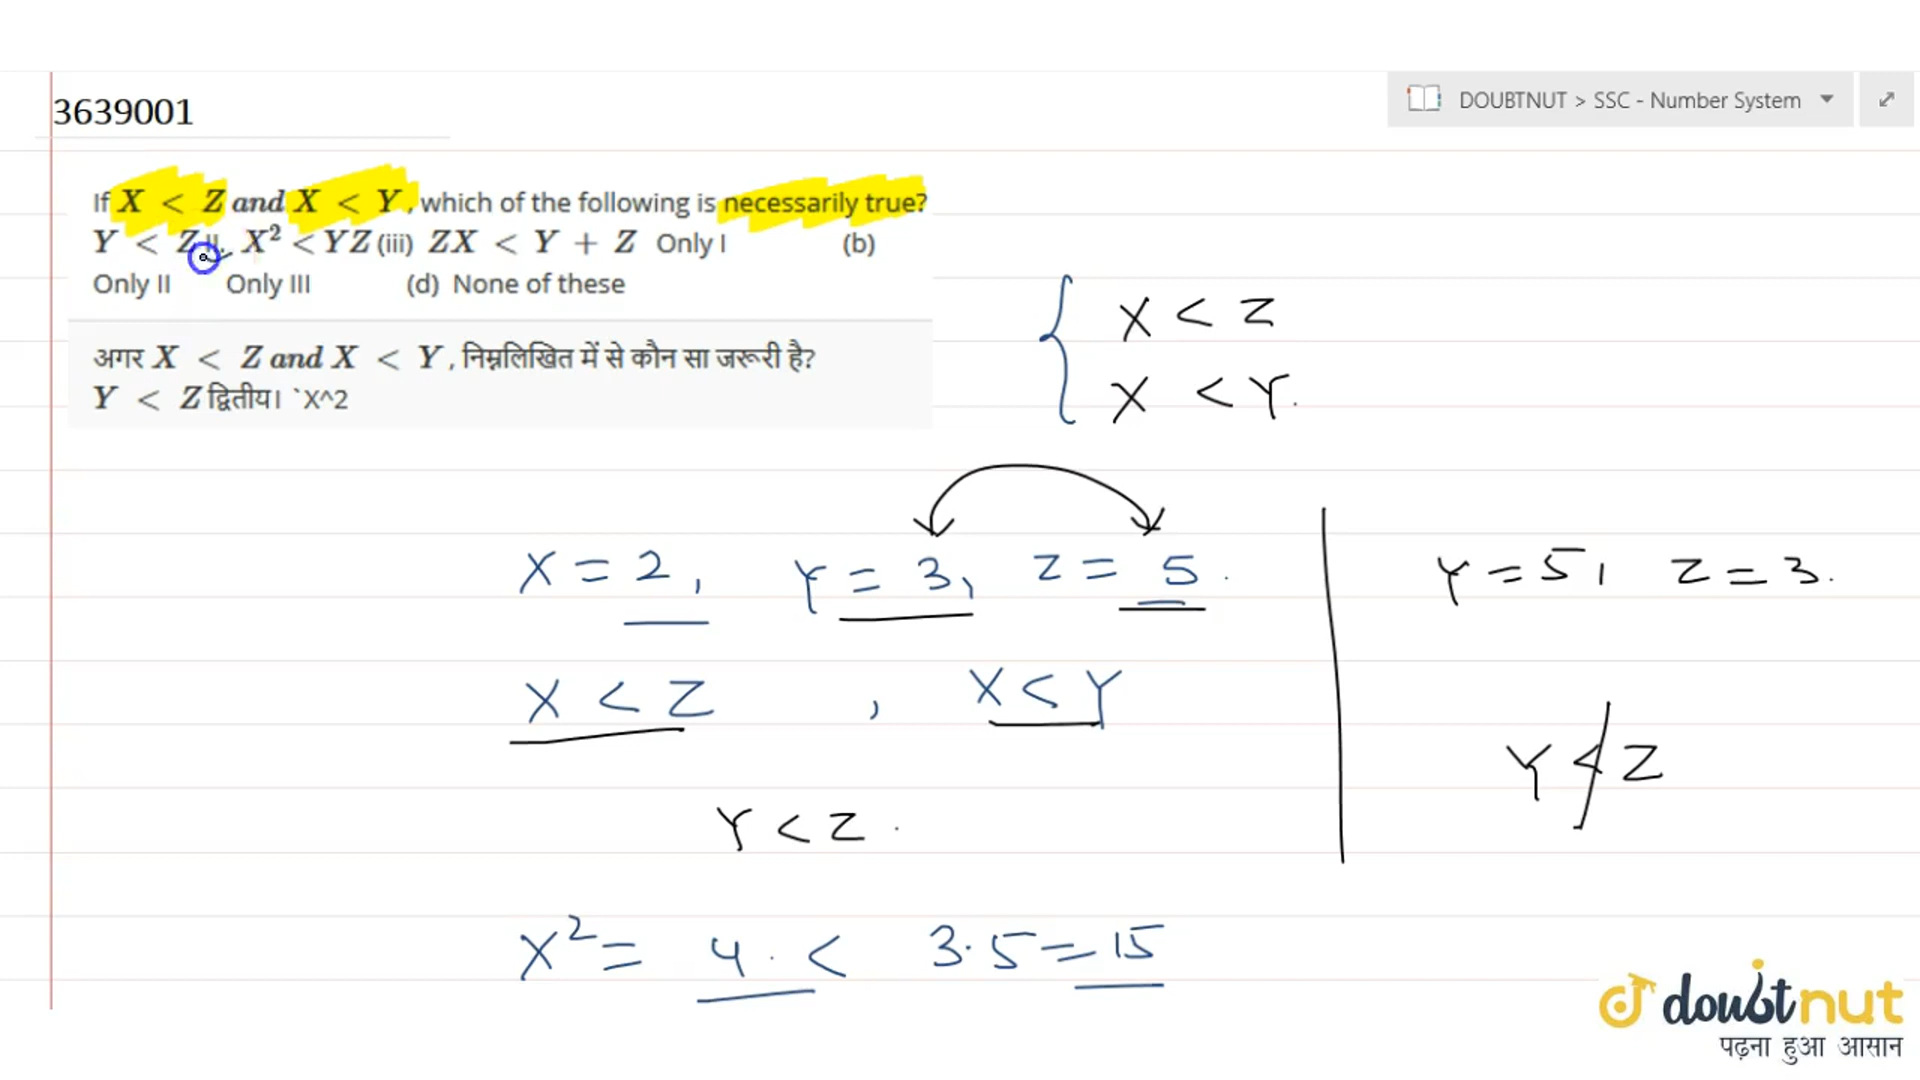 3639001
DOUBTNUT > SSC - Number System
If X < Z and X < Y, which of the following is necessarily true?
Y < Z II. X² < YZ (iii) ZX < Y + Z Only I (b)
Only II Only III (d) None of these
अगर X < Z and X < Y, निम्नलिखित में से कौन सा जरूरी है?
Y < Z द्वितीय। `X^2
X < Z
X < Y.
X = 2, Y = 3, Z = 5.
Y = 5, Z = 3.
X < Z , X < Y
Y ≮ Z
Y < Z.
X² = 4. < 3·5 = 15
doubtnut
पढ़ना हुआ आसान